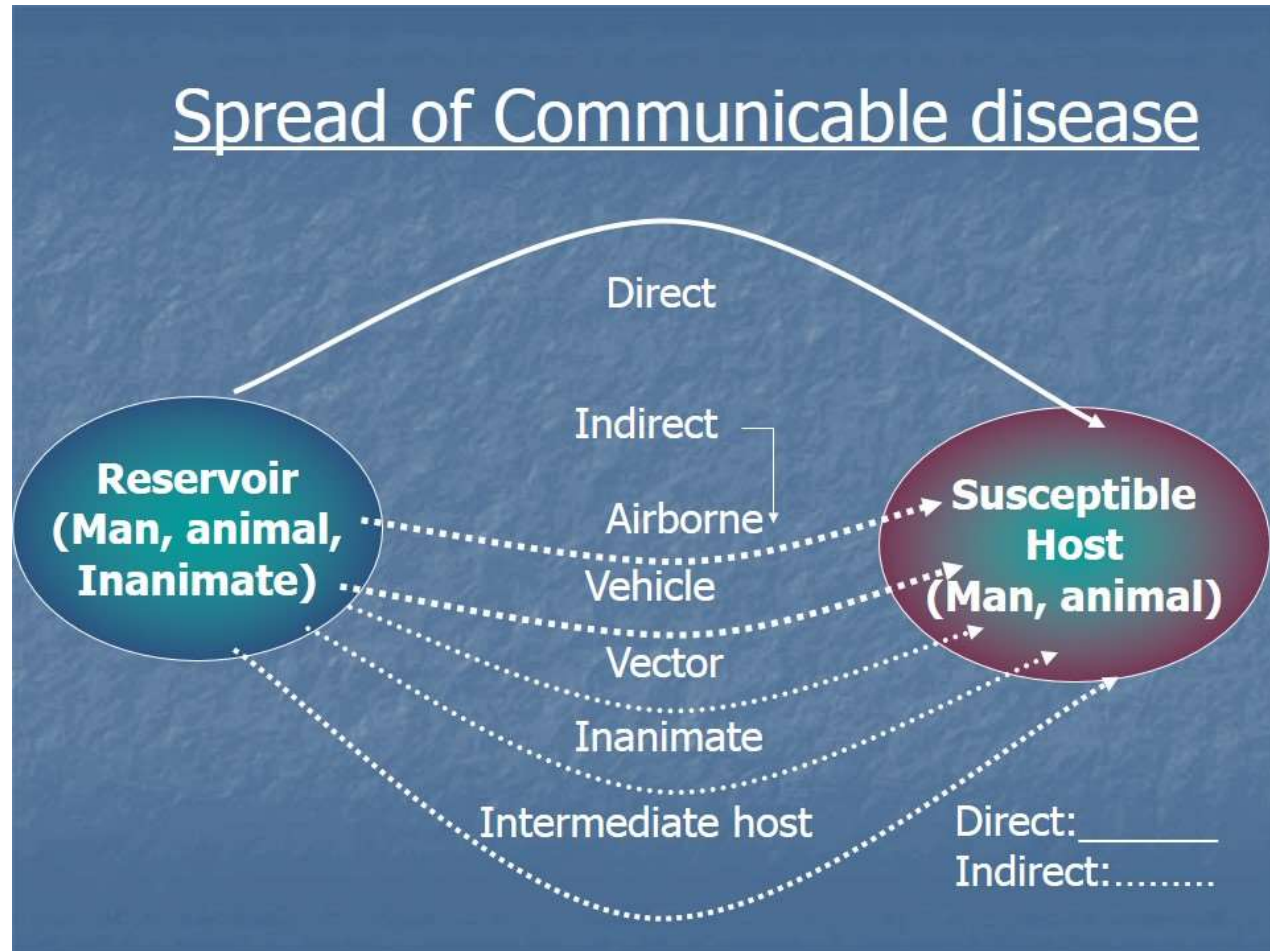 Spread of Communicable disease
Direct
Indirect
Reservoir
(Man, animal,
Inanimate)
Airborne
Vehicle
Vector
Inanimate
Intermediate host
Susceptible
Host
(Man, animal)
Direct:_______
Indirect:.........